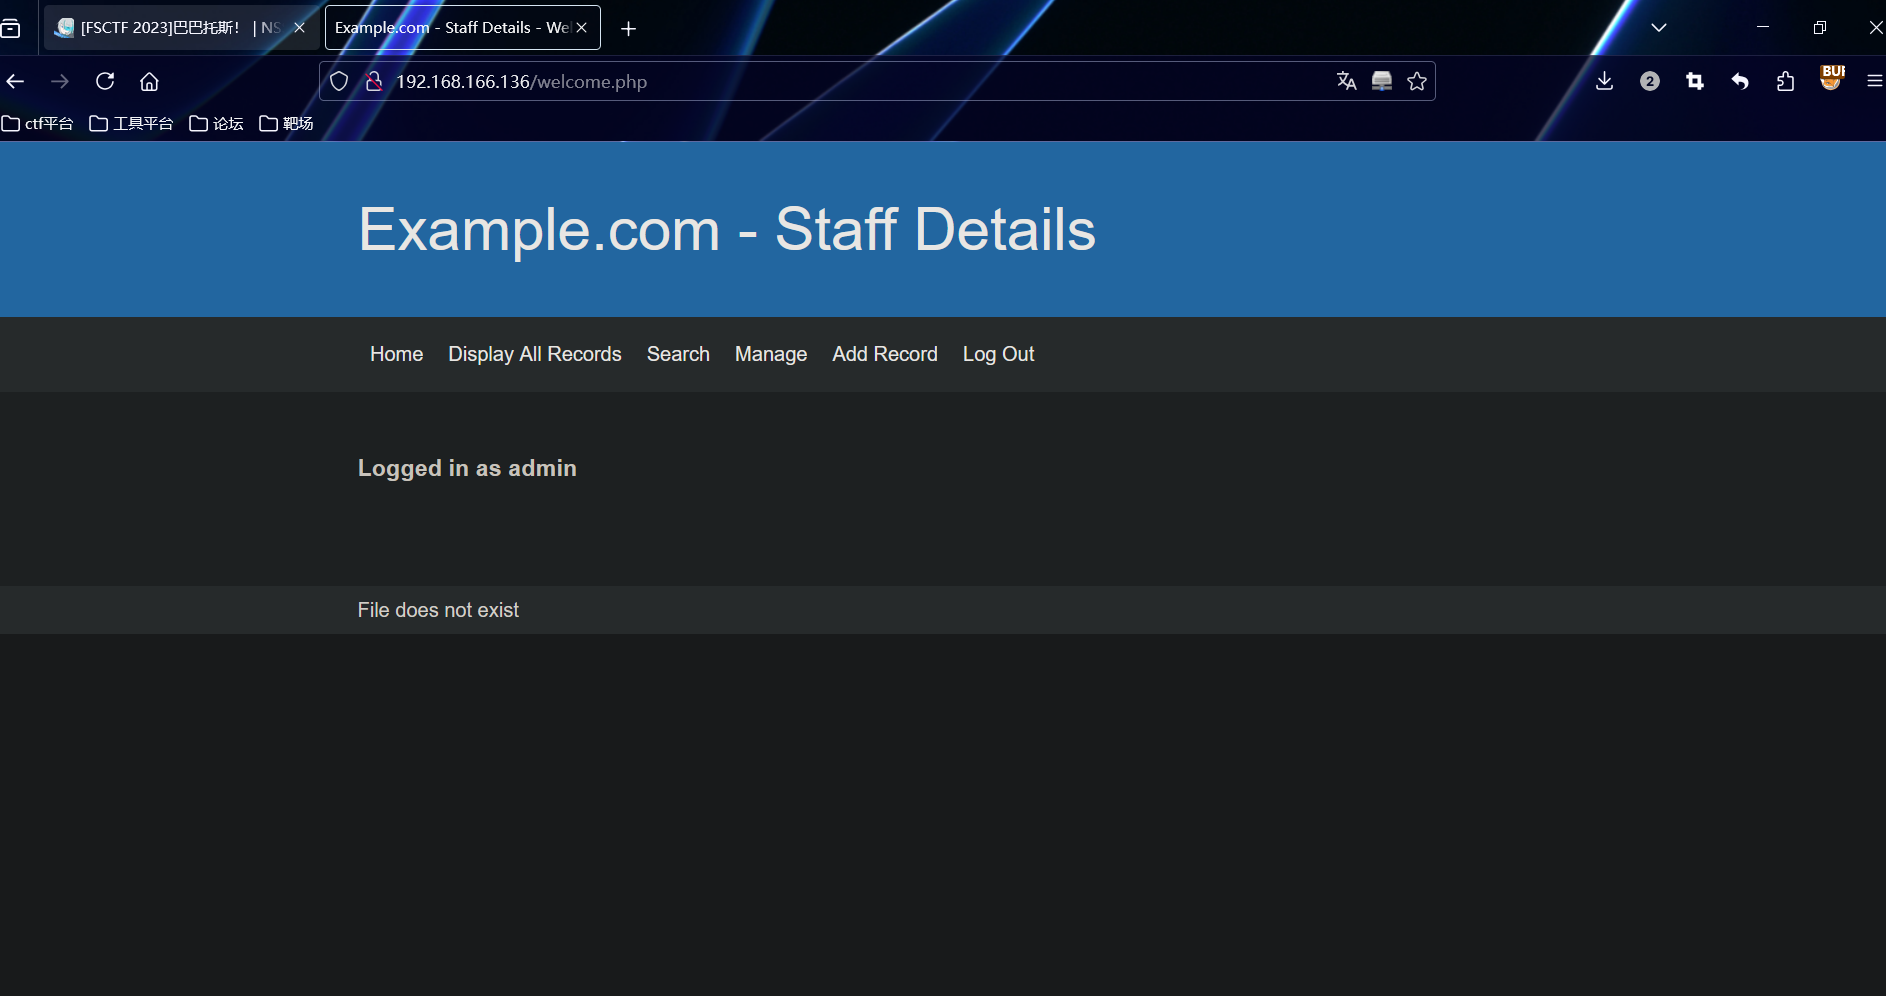 [FSCTF 2023]巴巴托斯！ | NS
Example.com - Staff Details - Wel
192.168.166.136/welcome.php
2
BUR
ctf平台 工具平台 论坛 靶场
Example.com - Staff Details
Home Display All Records Search Manage Add Record Log Out
Logged in as admin
File does not exist